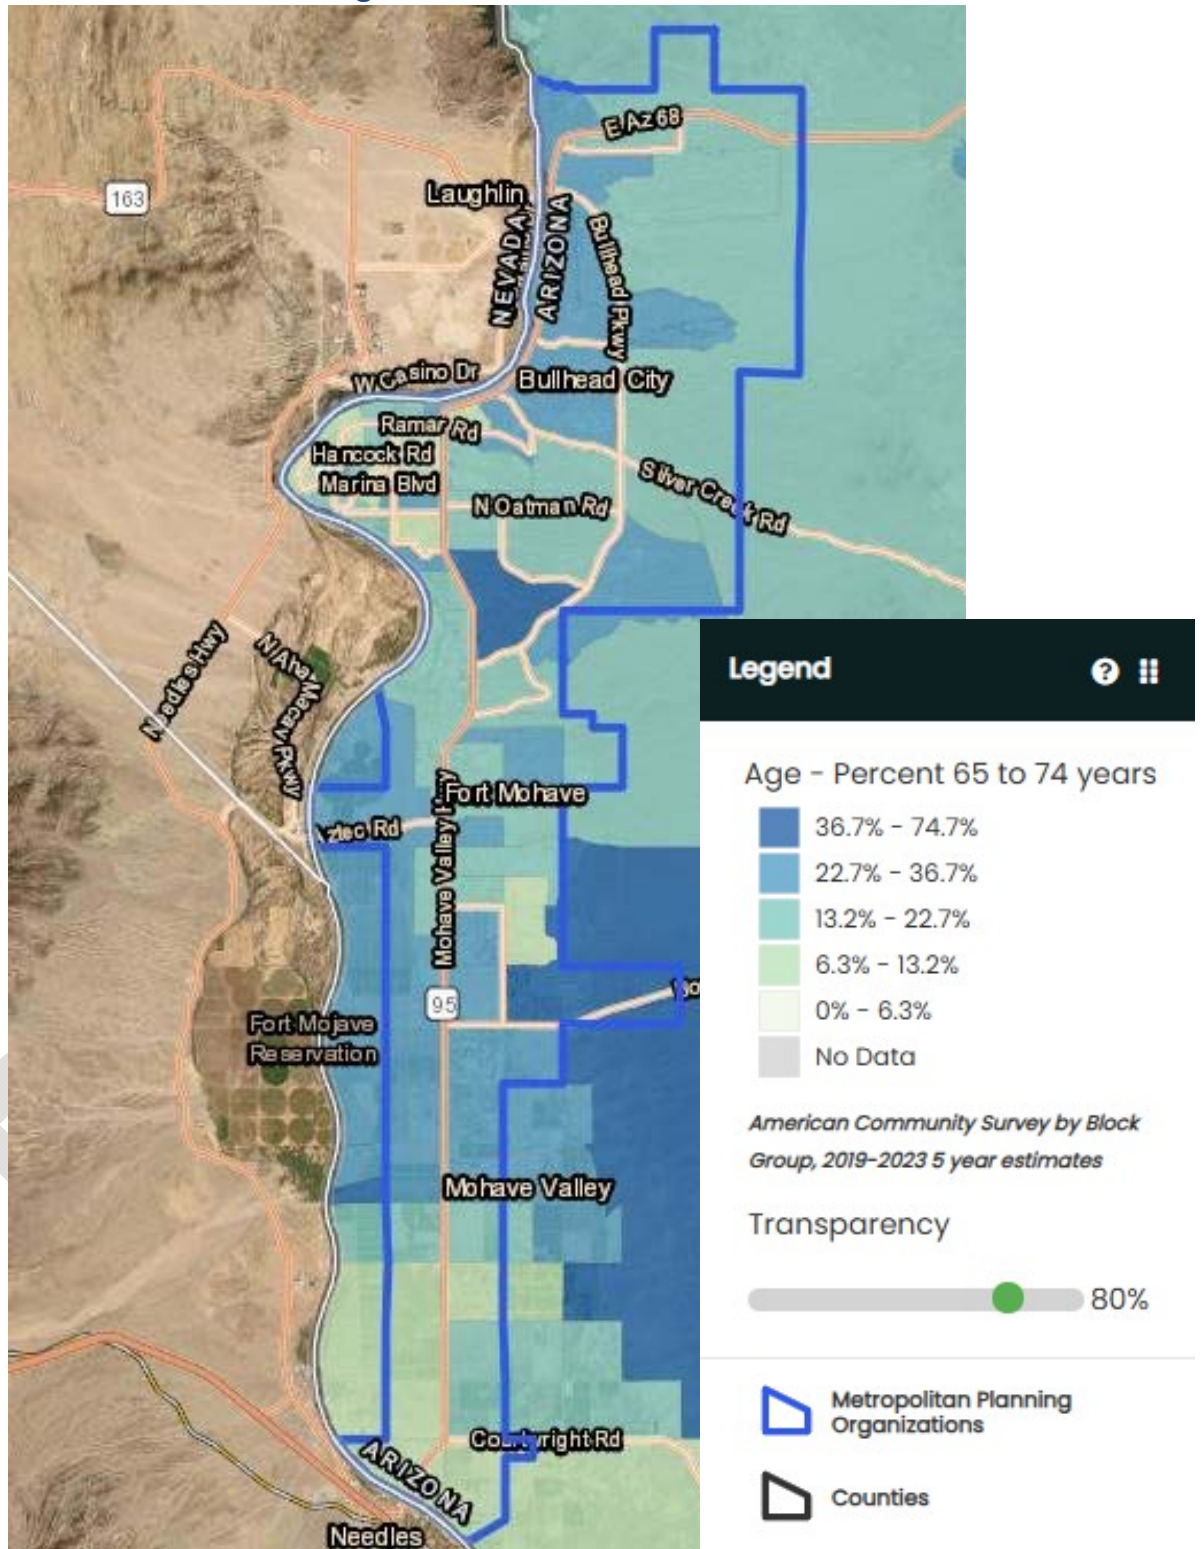 E Az 68
163
Laughlin
NEVADA
ARIZONA
Bullhead Pkwy
W Casino Dr
Bullhead City
Ramar Rd
Hancock Rd
Marina Blvd
Silver Creek Rd
N Oatman Rd
Needles Hwy
N Aha Macav Pkwy
Fort Mohave
Aztec Rd
Mohave Valley Hwy
95
Fort Mojave
Reservation
Mohave Valley
Courtwright Rd
ARIZONA
Needles
Legend
?
Age - Percent 65 to 74 years
36.7% - 74.7%
22.7% - 36.7%
13.2% - 22.7%
6.3% - 13.2%
0% - 6.3%
No Data
American Community Survey by Block
Group, 2019-2023 5 year estimates
Transparency
80%
Metropolitan Planning
Organizations
Counties